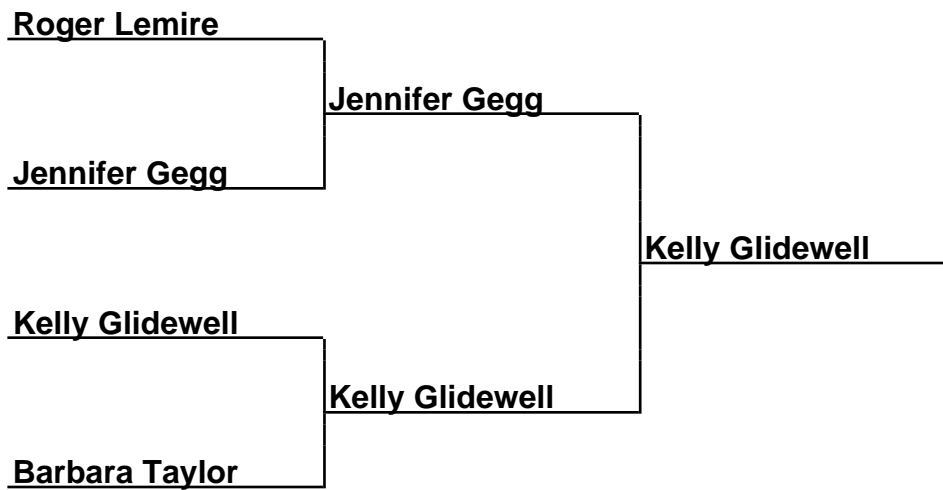 Roger Lemire
Jennifer Gegg
Jennifer Gegg
Kelly Glidewell
Kelly Glidewell
Kelly Glidewell
Barbara Taylor